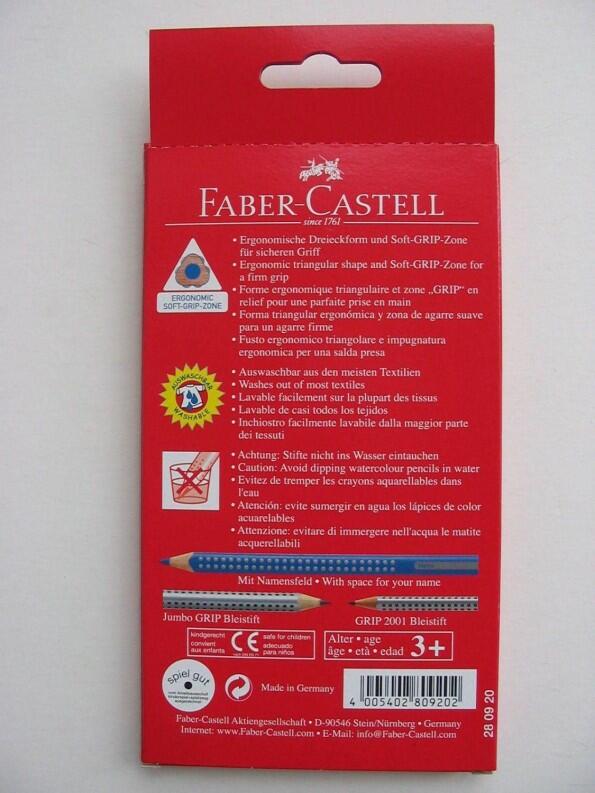 FABER-CASTELL
since 1761
• Ergonomische Dreieckform und Soft-GRIP-Zone
für sicheren Griff
• Ergonomic triangular shape and Soft-GRIP-Zone for
a firm grip
• Forme ergonomique triangulaire et zone „GRIP“ en
relief pour une parfaite prise en main
• Forma triangular ergonómica y zona de agarre suave
para un agarre firme
• Fusto ergonomico triangolare e impugnatura
ergonomica per una salda presa
ERGONOMIC
SOFT-GRIP-ZONE
• Auswaschbar aus den meisten Textilien
• Washes out of most textiles
• Lavable facilement sur la plupart des tissus
• Lavable de casi todos los tejidos
• Inchiostro facilmente lavabile dalla maggior parte
dei tessuti
AUSWASCHBAR
WASHABLE
• Achtung: Stifte nicht ins Wasser eintauchen
• Caution: Avoid dipping watercolour pencils in water
• Evitez de tremper les crayons aquarellables dans
l'eau
• Atención: evite sumergir en agua los lápices de color
acuarelables
• Attenzione: evitare di immergere nell'acqua le matite
acquerellabili
Mit Namensfeld • With space for your name
Jumbo GRIP Bleistift
GRIP 2001 Bleistift
kindgerecht
convient
aux enfants
CE
safe for children
adecuado
para niños
Alter • age
âge • età • edad
3+
spiel gut
Made in Germany
4 005402 809202
28 09 20
Faber-Castell Aktiengesellschaft • D-90546 Stein/Nürnberg • Germany
Internet: www.Faber-Castell.com • E-Mail: info@Faber-Castell.com